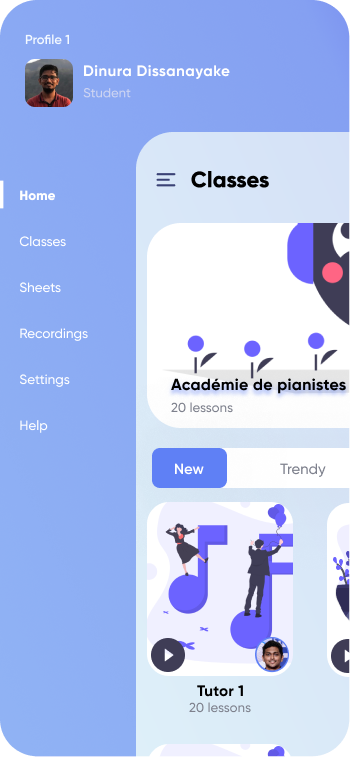 Profile 1
Dinura Dissanayake
Student
Home
Classes
Sheets
Recordings
Settings
Help
Classes
Académie de pianistes
20 lessons
New
Trendy
Tutor 1
20 lessons